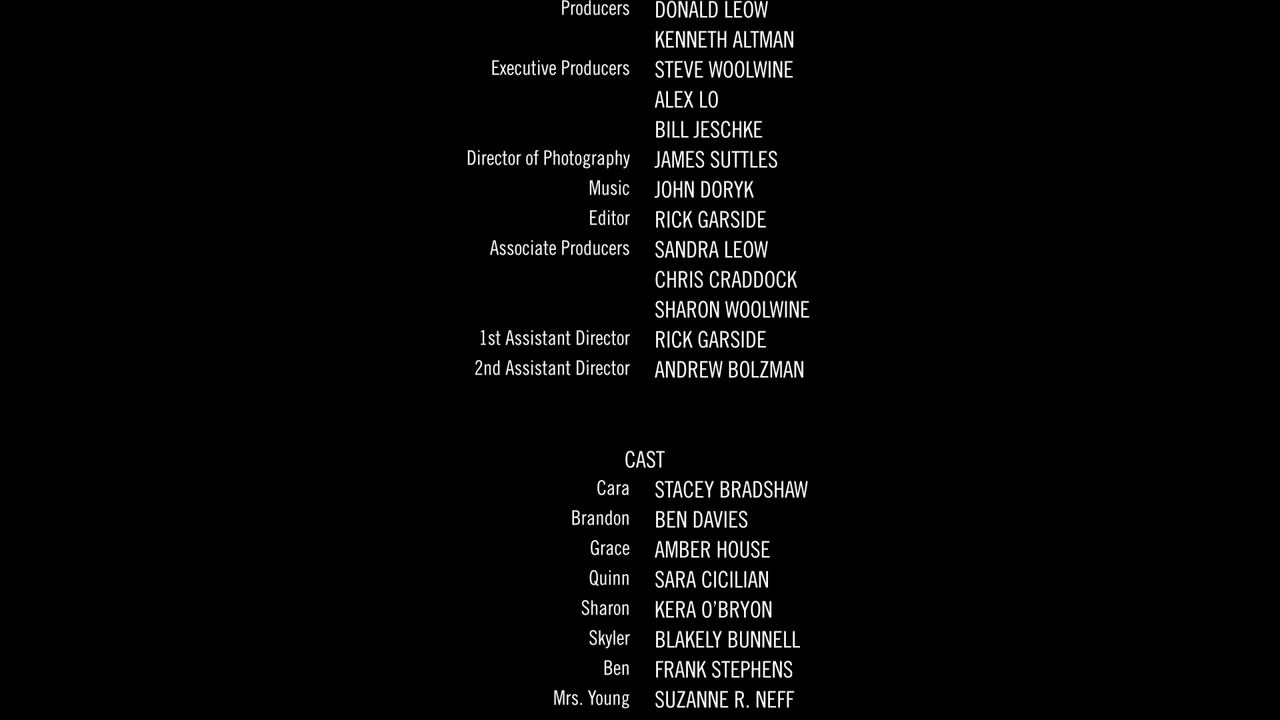 Producers DONALD LEOW
KENNETH ALTMAN
Executive Producers STEVE WOOLWINE
ALEX LO
BILL JESCHKE
Director of Photography JAMES SUTTLES
Music JOHN DORYK
Editor RICK GARSIDE
Associate Producers SANDRA LEOW
CHRIS CRADDOCK
SHARON WOOLWINE
1st Assistant Director RICK GARSIDE
2nd Assistant Director ANDREW BOLZMAN
CAST
Cara STACEY BRADSHAW
Brandon BEN DAVIES
Grace AMBER HOUSE
Quinn SARA CICILIAN
Sharon KERA O'BRYON
Skyler BLAKELY BUNNELL
Ben FRANK STEPHENS
Mrs. Young SUZANNE R. NEFF